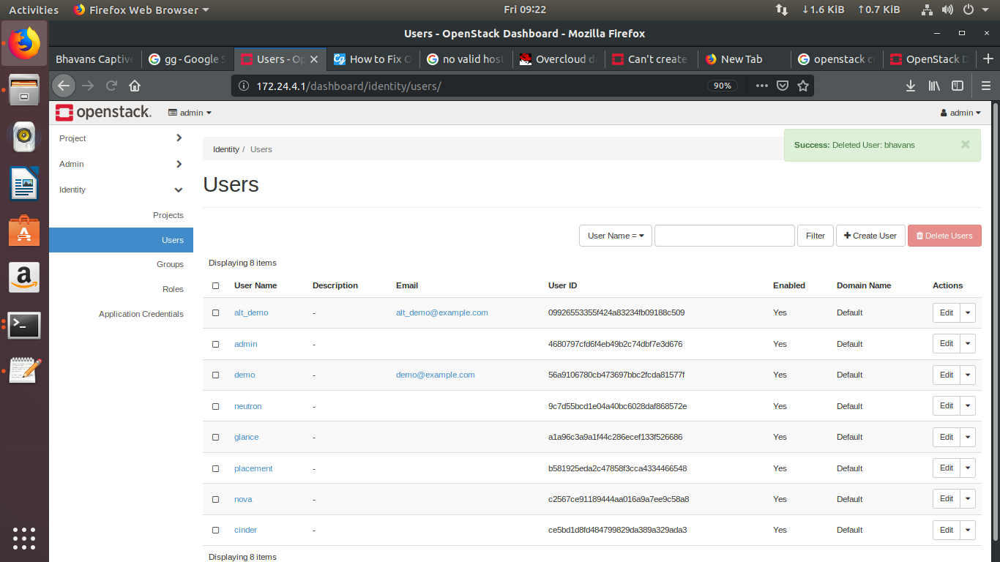 Activities Firefox Web Browser Fri 09:22 ↓1.6 KiB ↑0.7 KiB
Users - OpenStack Dashboard - Mozilla Firefox
Bhavans Captive gg - Google S Users - Op How to Fix O no valid host Overcloud d Can't create New Tab openstack cr OpenStack D
172.24.4.1/dashboard/identity/users/ 90%
openstack. admin admin
Project
Admin
Identity
Projects
Users
Groups
Roles
Application Credentials
Identity / Users
Success: Deleted User: bhavans
Users
User Name = Filter Create User Delete Users
Displaying 8 items
User Name Description Email User ID Enabled Domain Name Actions
alt_demo - alt_demo@example.com 09926553355f424a83234fb09188c509 Yes Default Edit
admin - 4680797cfd6f4eb49b2c74dbf7e3d676 Yes Default Edit
demo - demo@example.com 56a9106780cb473697bbc2fcda81577f Yes Default Edit
neutron - 9c7d55bcd1e04a40bc6028daf868572e Yes Default Edit
glance - a1a96c3a9a1f44c286ecef133f526686 Yes Default Edit
placement - b581925eda2c47858f3cca4334466548 Yes Default Edit
nova - c2567ce91189444aa016a9a7ee9c58a8 Yes Default Edit
cinder - ce5bd1d8fd484799829da389a329ada3 Yes Default Edit
Displaying 8 items